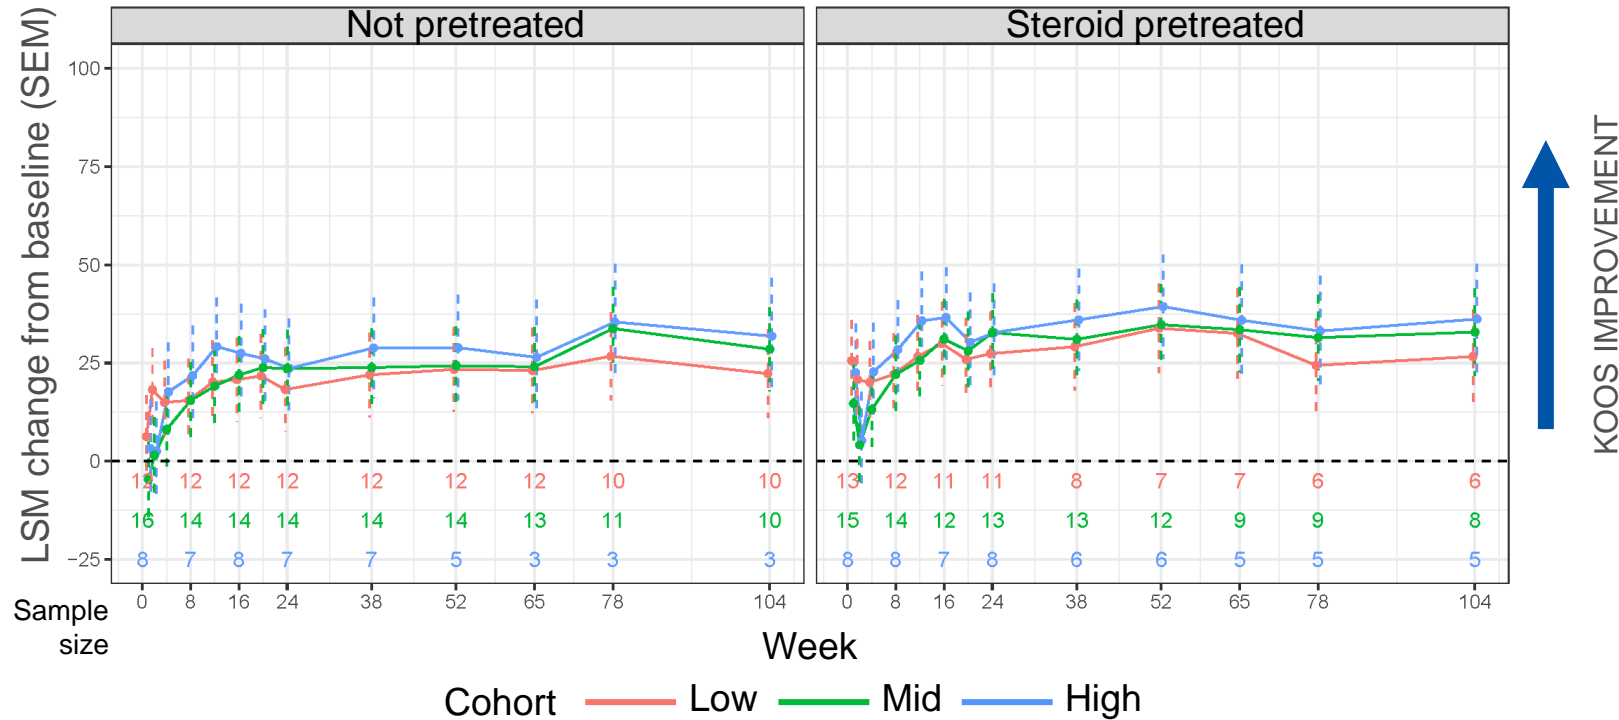 Not pretreated
Steroid pretreated
LSM change from baseline (SEM)
100
75
50
25
0
−25
12 12 12 12 12 12 12 10 10
16 14 14 14 14 14 13 11 10
8 7 8 7 7 5 3 3 3
13 12 11 11 8 7 7 6 6
15 14 12 13 13 12 9 9 8
8 8 7 8 6 6 5 5 5
KOOS IMPROVEMENT
0 8 16 24 38 52 65 78 104
0 8 16 24 38 52 65 78 104
Sample
size
Week
Cohort Low Mid High